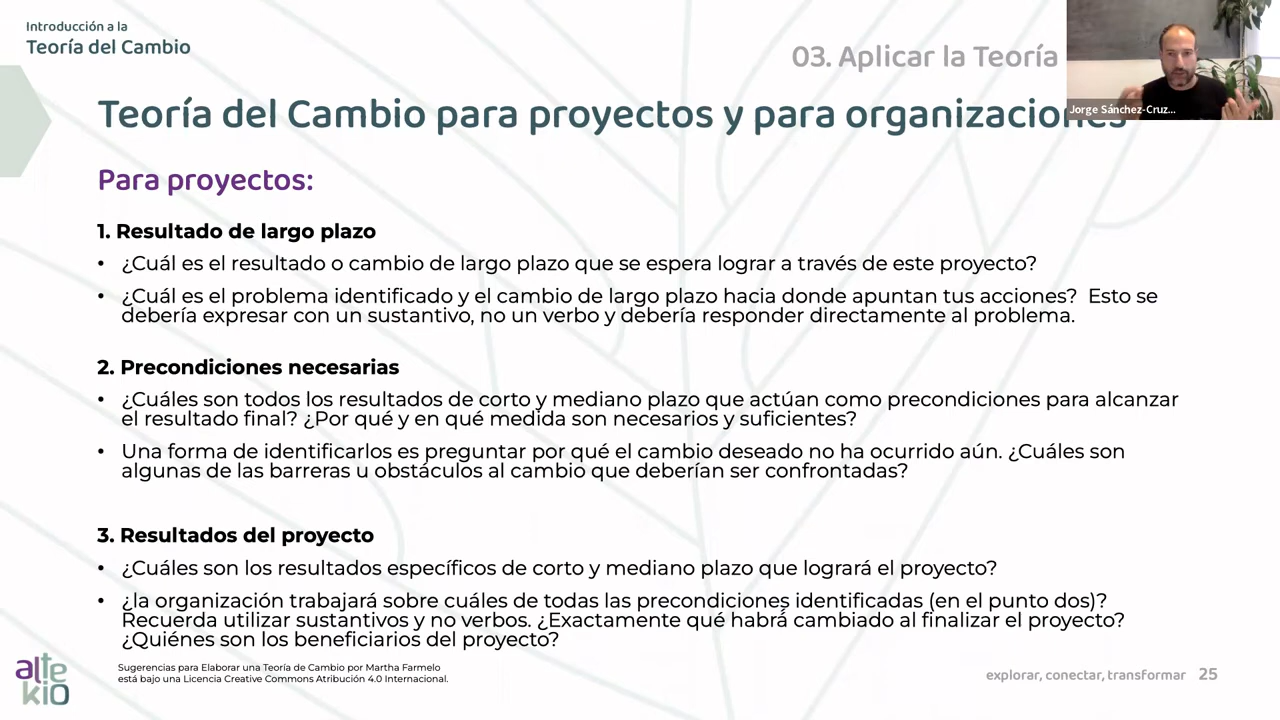 Introducción a la
Teoría del Cambio
03. Aplicar la Teoría
Jorge Sánchez-Cruz...
Teoría del Cambio para proyectos y para organizaciones
Para proyectos:
1. Resultado de largo plazo
• ¿Cuál es el resultado o cambio de largo plazo que se espera lograr a través de este proyecto?
• ¿Cuál es el problema identificado y el cambio de largo plazo hacia donde apuntan tus acciones? Esto se
debería expresar con un sustantivo, no un verbo y debería responder directamente al problema.
2. Precondiciones necesarias
• ¿Cuáles son todos los resultados de corto y mediano plazo que actúan como precondiciones para alcanzar
el resultado final? ¿Por qué y en qué medida son necesarios y suficientes?
• Una forma de identificarlos es preguntar por qué el cambio deseado no ha ocurrido aún. ¿Cuáles son
algunas de las barreras u obstáculos al cambio que deberían ser confrontadas?
3. Resultados del proyecto
• ¿Cuáles son los resultados específicos de corto y mediano plazo que logrará el proyecto?
• ¿la organización trabajará sobre cuáles de todas las precondiciones identificadas (en el punto dos)?
Recuerda utilizar sustantivos y no verbos. ¿Exactamente qué habrá cambiado al finalizar el proyecto?
¿Quiénes son los beneficiarios del proyecto?
Sugerencias para Elaborar una Teoría de Cambio por Martha Farmelo
está bajo una Licencia Creative Commons Atribución 4.0 Internacional.
alte
kio
explorar, conectar, transformar 25